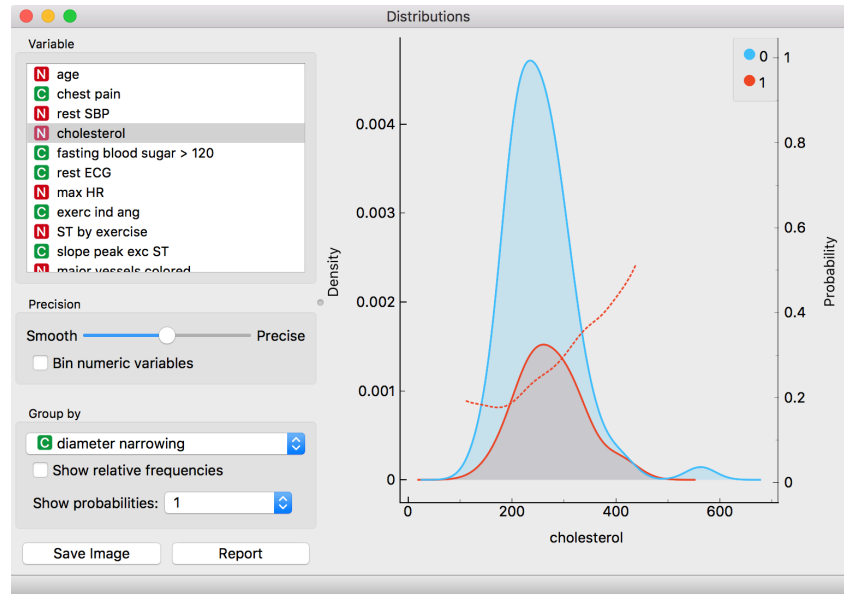 Distributions
Variable
N age
C chest pain
N rest SBP
N cholesterol
C fasting blood sugar > 120
C rest ECG
N max HR
C exerc ind ang
N ST by exercise
C slope peak exc ST
N major vessels colored
Precision
Smooth Precise
Bin numeric variables
Group by
C diameter narrowing
Show relative frequencies
Show probabilities: 1
Save Image Report
Density
0.004
0.003
0.002
0.001
0
0 200 400 600
cholesterol
0
1
1
0.8
0.6
0.4
0.2
0
Probability